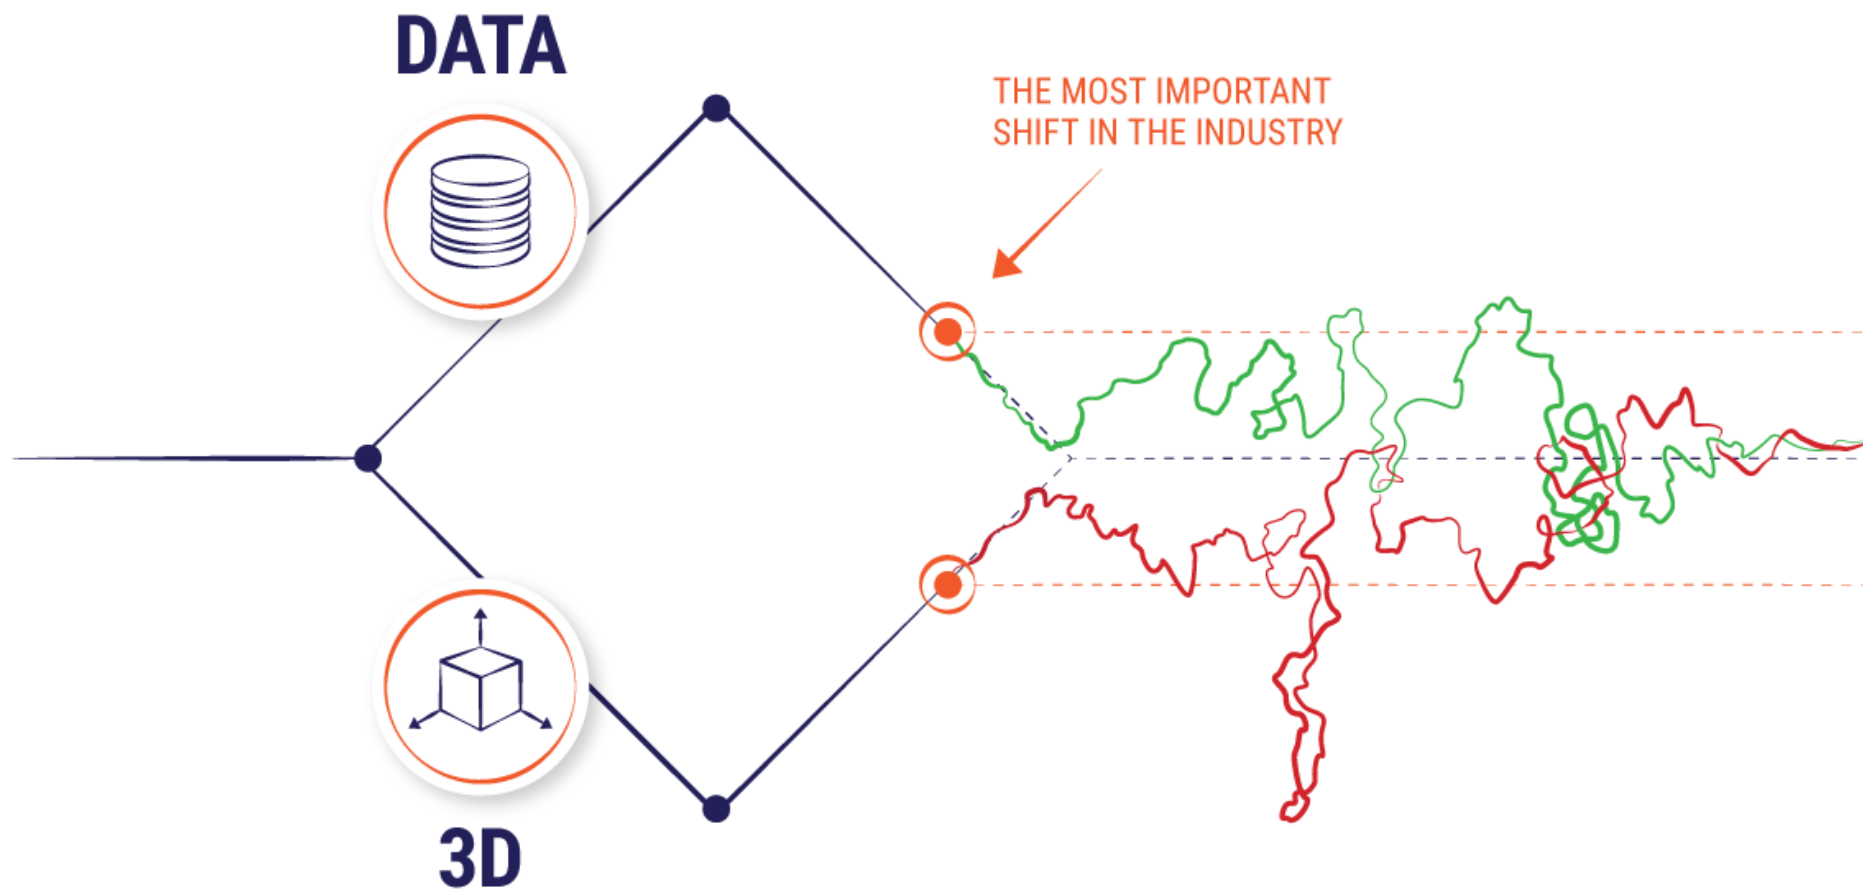 DATA
THE MOST IMPORTANT
SHIFT IN THE INDUSTRY
3D